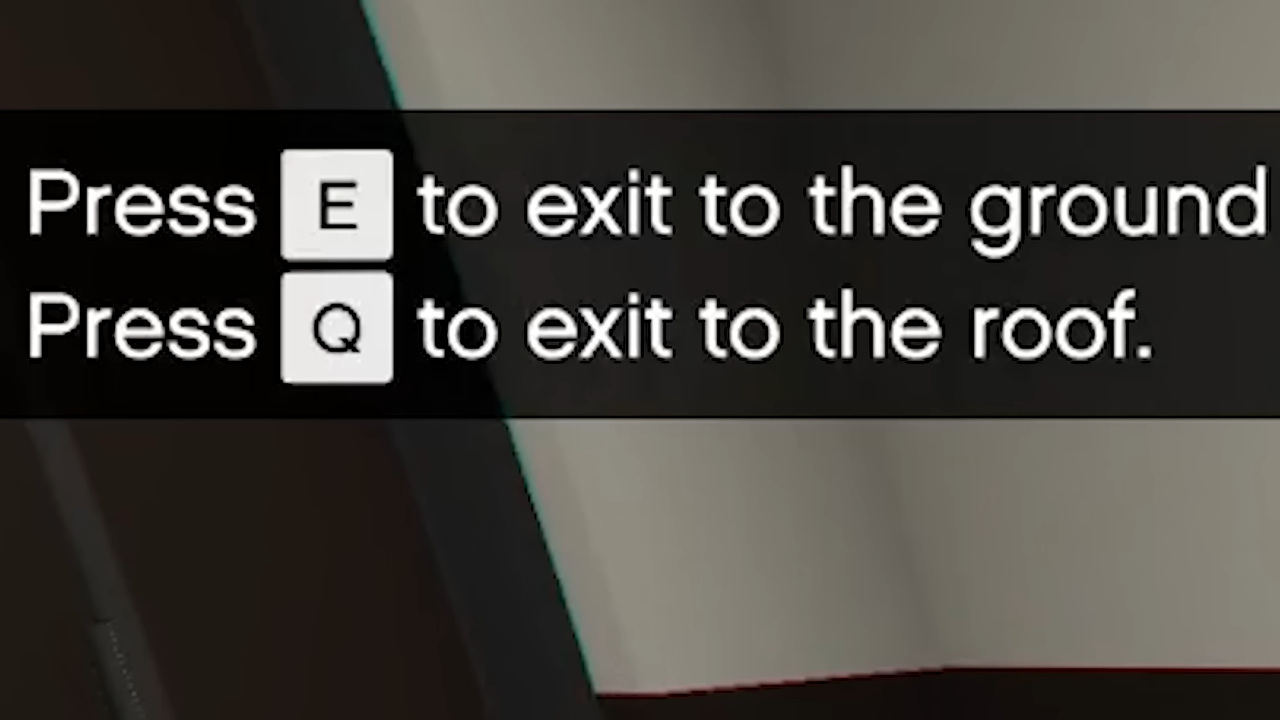 Press E to exit to the ground
Press Q to exit to the roof.